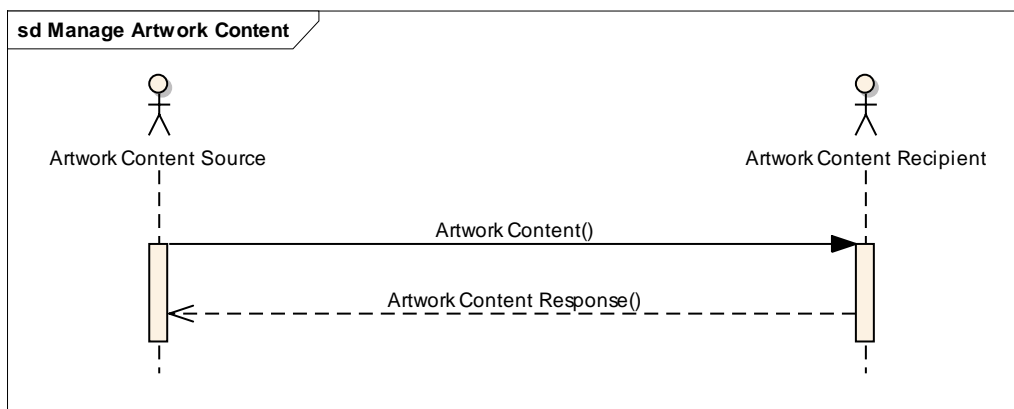 sd Manage Artwork Content
Artwork Content Source
Artwork Content Recipient
Artwork Content()
Artwork Content Response()